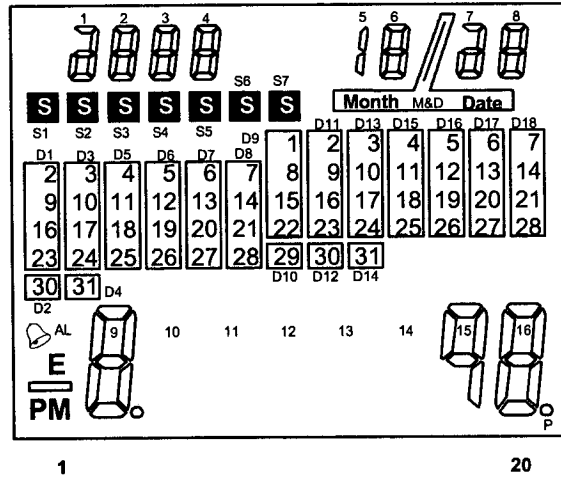 1 2 3 4 5 6 7 8
2888 18/28
S6 S7
S S S S S S S Month M&D Date
S1 S2 S3 S4 S5
D9 D11 D13 D15 D16 D17 D18
D1 D3 D5 D6 D7 D8
1 2 3 4 5 6 7
2 3 4 5 6 7 8 9 10 11 12 13 14
9 10 11 12 13 14 15 16 17 18 19 20 21
16 17 18 19 20 21 22 23 24 25 26 27 28
23 24 25 26 27 28 29 30 31
D10 D12 D14
30 31 D4
D2
AL 9 10 11 12 13 14 15 16
E
PM
P
1 20